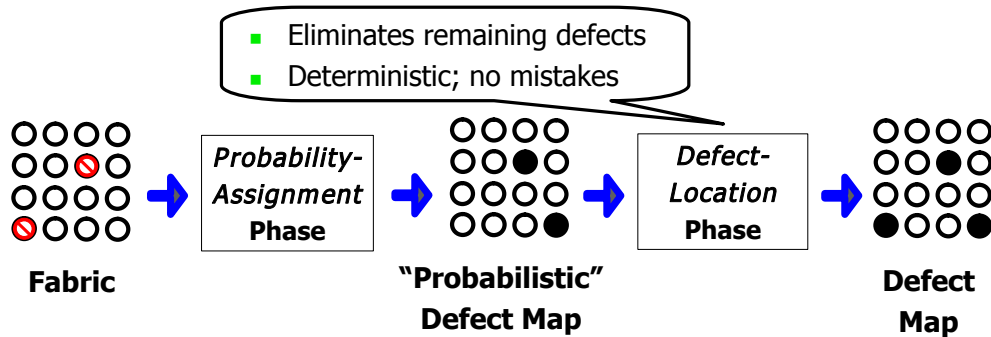 Eliminates remaining defects
Deterministic; no mistakes
Probability-
Assignment
Phase
Defect-
Location
Phase
Fabric
“Probabilistic”
Defect Map
Defect
Map